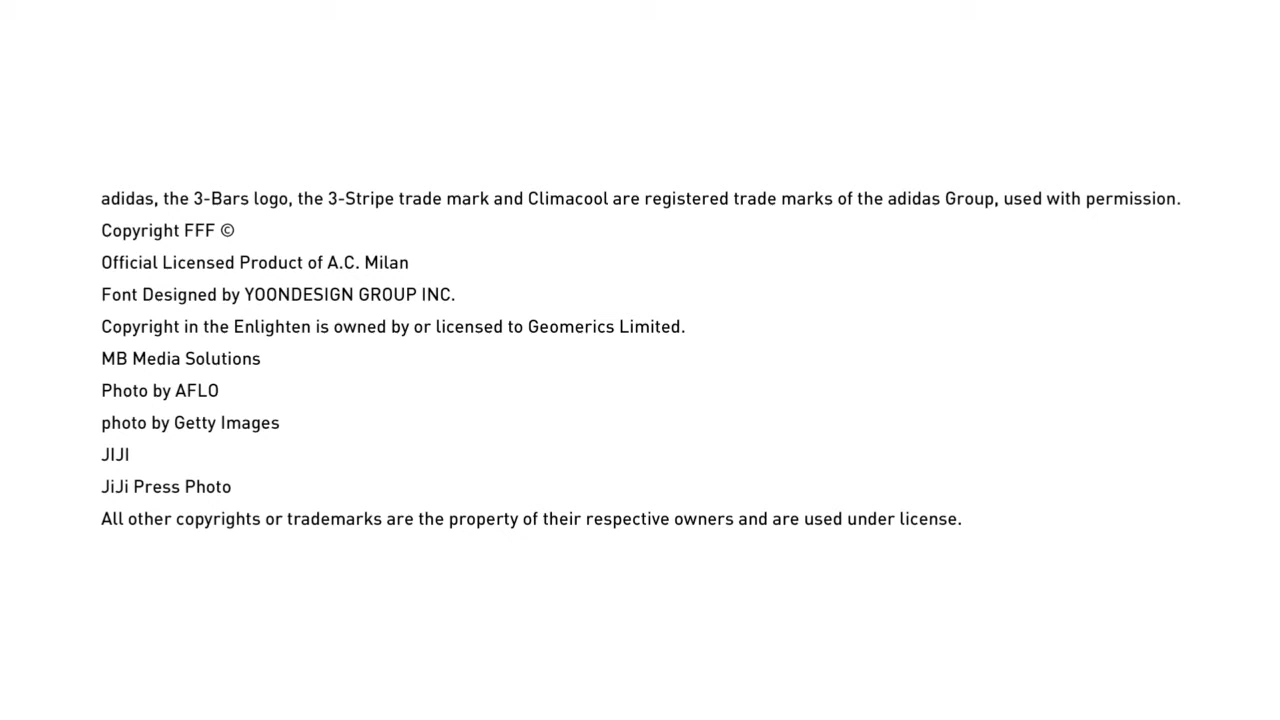 adidas, the 3-Bars logo, the 3-Stripe trade mark and Climacool are registered trade marks of the adidas Group, used with permission.
Copyright FFF ©
Official Licensed Product of A.C. Milan
Font Designed by YOONDESIGN GROUP INC.
Copyright in the Enlighten is owned by or licensed to Geomerics Limited.
MB Media Solutions
Photo by AFLO
photo by Getty Images
JIJI
JiJi Press Photo
All other copyrights or trademarks are the property of their respective owners and are used under license.